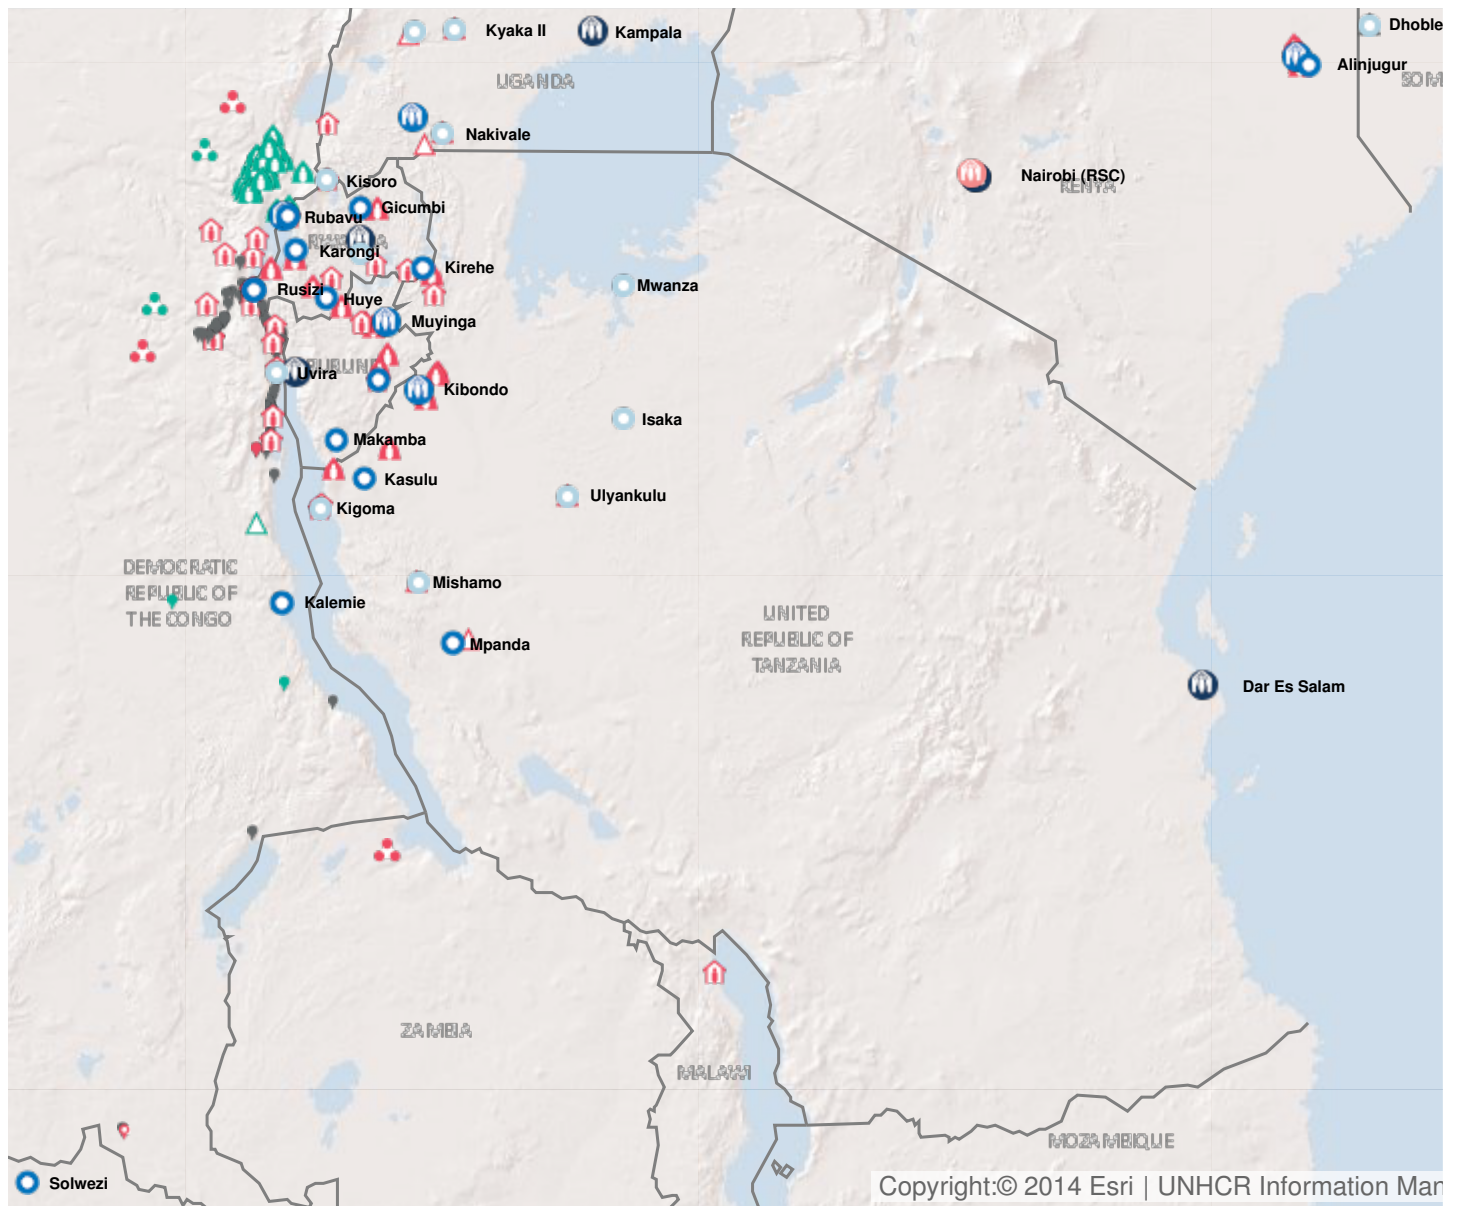 Kyaka II
Kampala
Dhoble
UGANDA
Alinjugur
SOM
Nakivale
Kisoro
Nairobi (RSC)
KENYA
Gicumbi
Rubavu
Karongi
Kirehe
Rusizi
Huye
Mwanza
Muyinga
Uvira
BURUNDI
Kibondo
Isaka
Makamba
Kasulu
Ulyankulu
Kigoma
DEMOCRATIC
REPUBLIC OF
THE CONGO
Mishamo
Kalemie
UNITED
REPUBLIC OF
TANZANIA
Mpanda
Dar Es Salam
ZAMBIA
MALAWI
MOZAMBIQUE
Solwezi
Copyright:© 2014 Esri | UNHCR Information Man